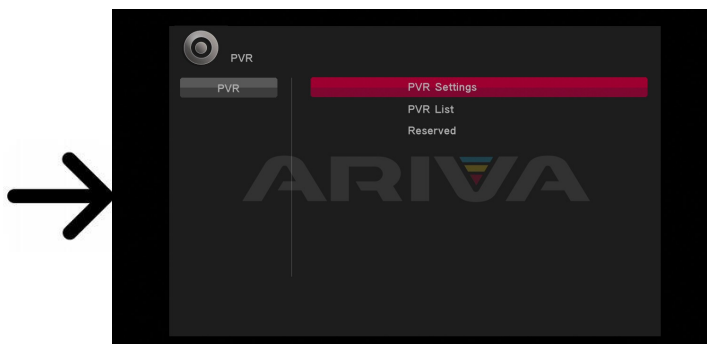 PVR
PVR
PVR Settings
PVR List
Reserved
ARIVA